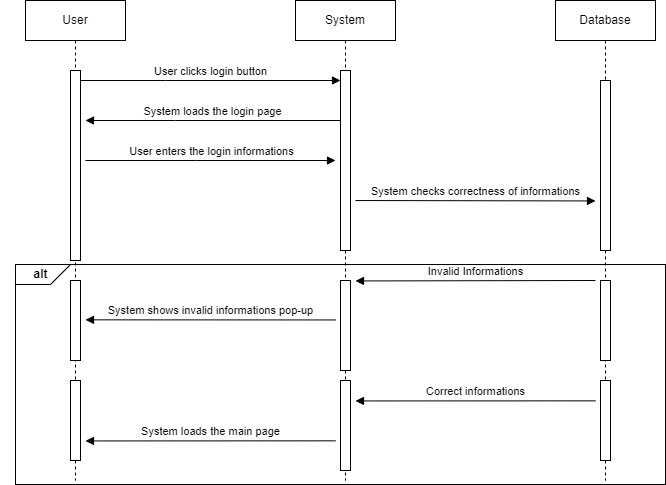 User
System
Database
User clicks login button
System loads the login page
User enters the login informations
System checks correctness of informations
alt
Invalid Informations
System shows invalid informations pop-up
Correct informations
System loads the main page